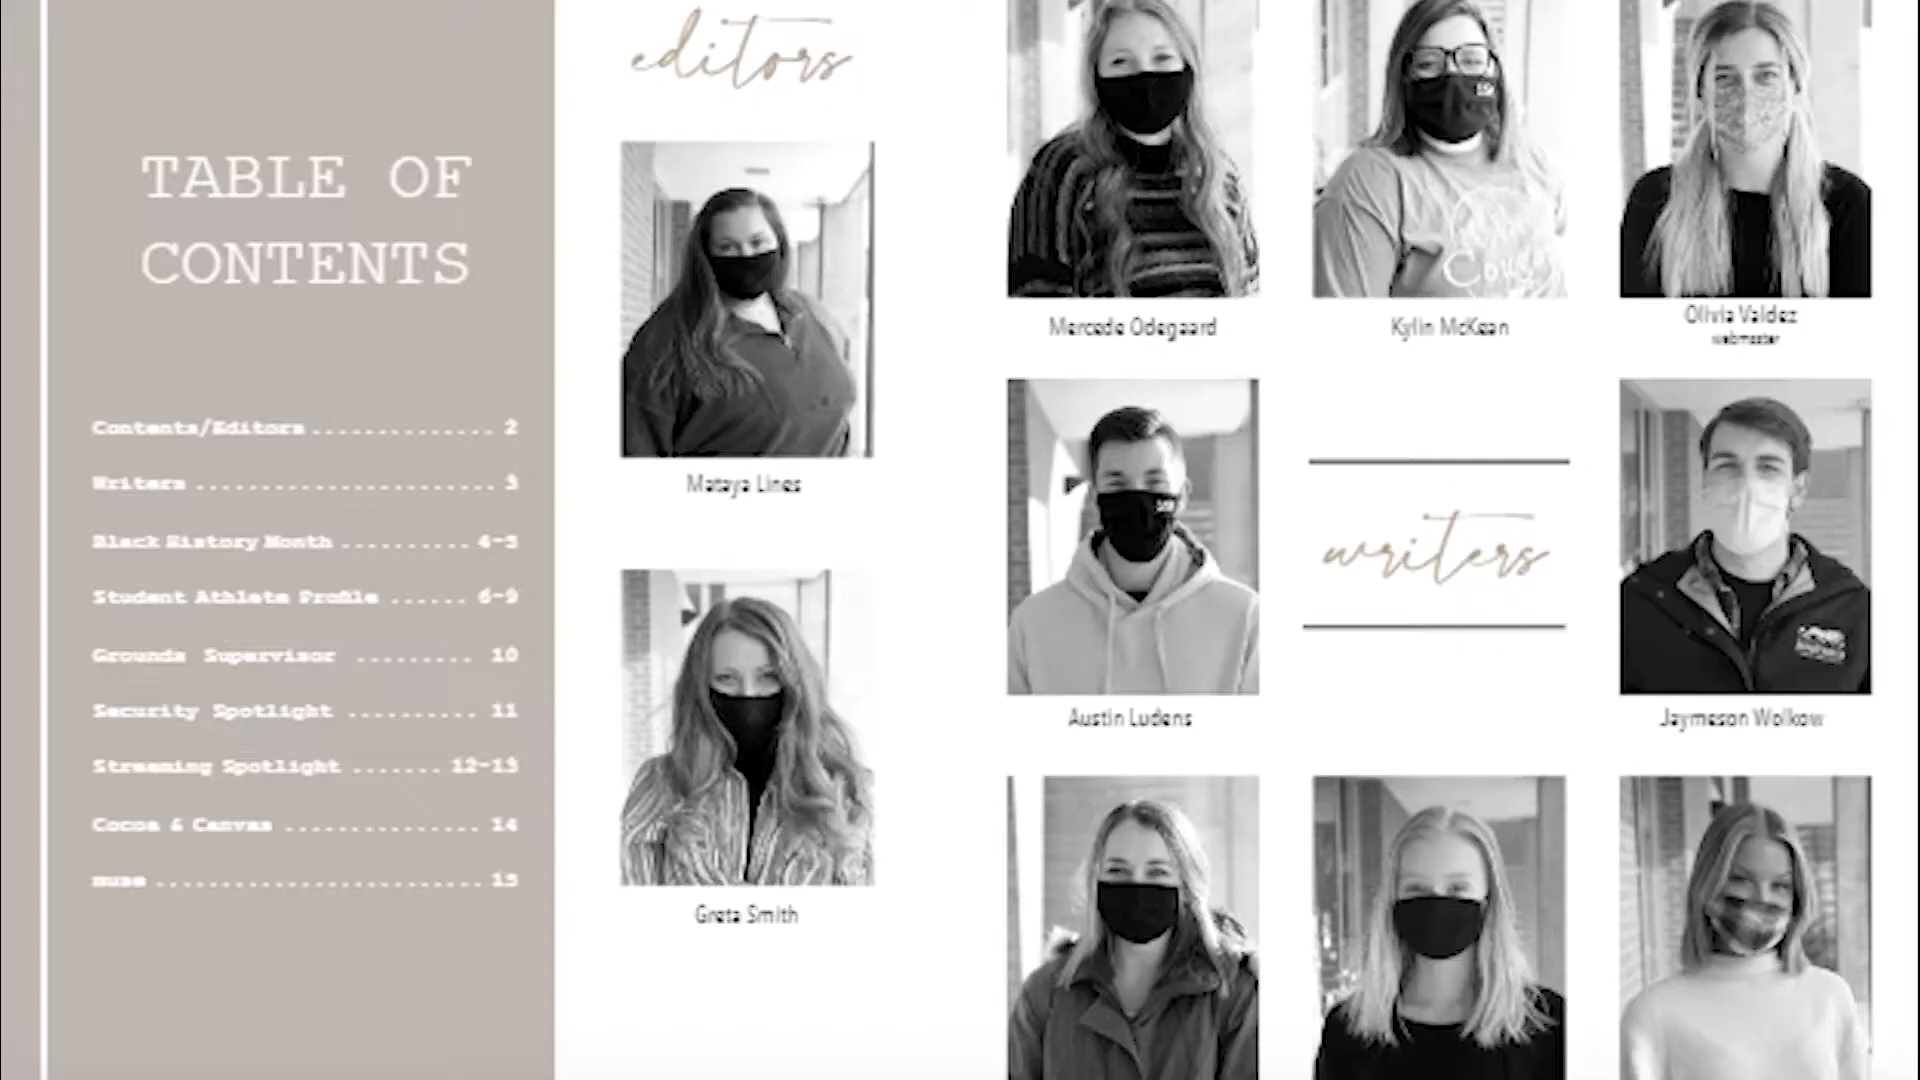 TABLE OF
CONTENTS
Contents/Editors .............. 2
Writers ....................... 3
Black History Month .......... 4-5
Student Athlete Profile ...... 6-9
Grounds Supervisor ......... 10
Security Spotlight .......... 11
Streaming Spotlight ....... 12-13
Cocoa & Canvas ............... 14
muse ......................... 15
editors
Mataya Lines
Greta Smith
Mercede Odegaard
Kylin McKean
Olivia Valdez
webmaster
Austin Ludens
writers
Jaymeson Wolkow